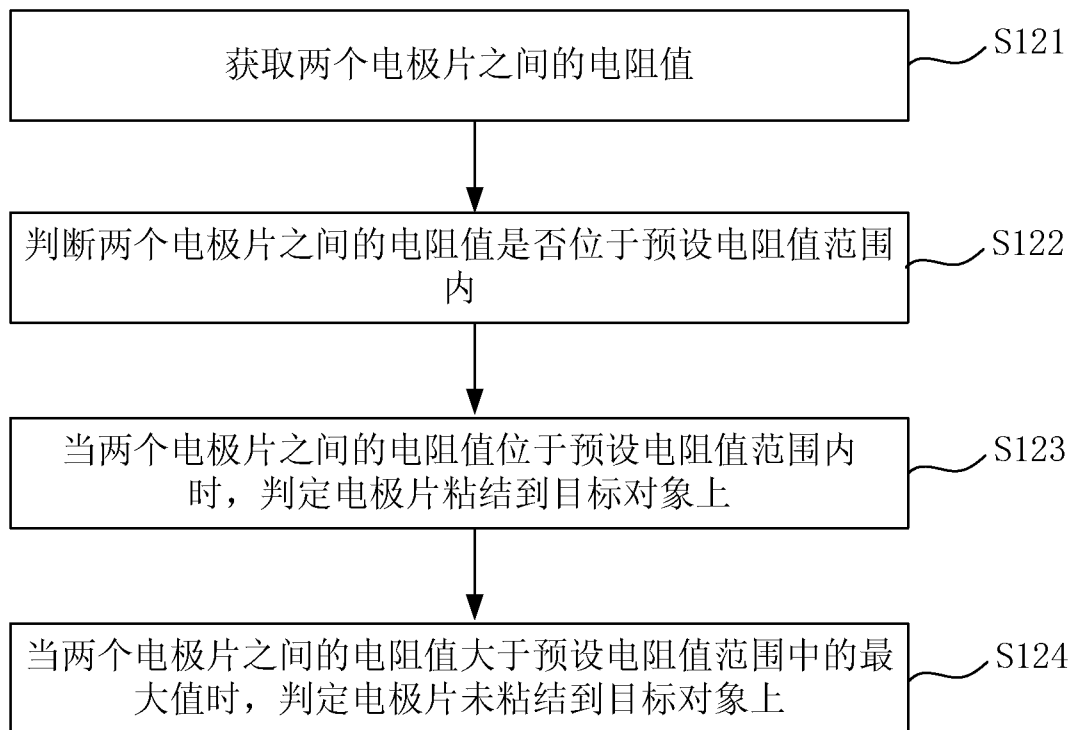 获取两个电极片之间的电阻值
S121
判断两个电极片之间的电阻值是否位于预设电阻值范围
内
S122
当两个电极片之间的电阻值位于预设电阻值范围内
时，判定电极片粘结到目标对象上
S123
当两个电极片之间的电阻值大于预设电阻值范围中的最
大值时，判定电极片未粘结到目标对象上
S124